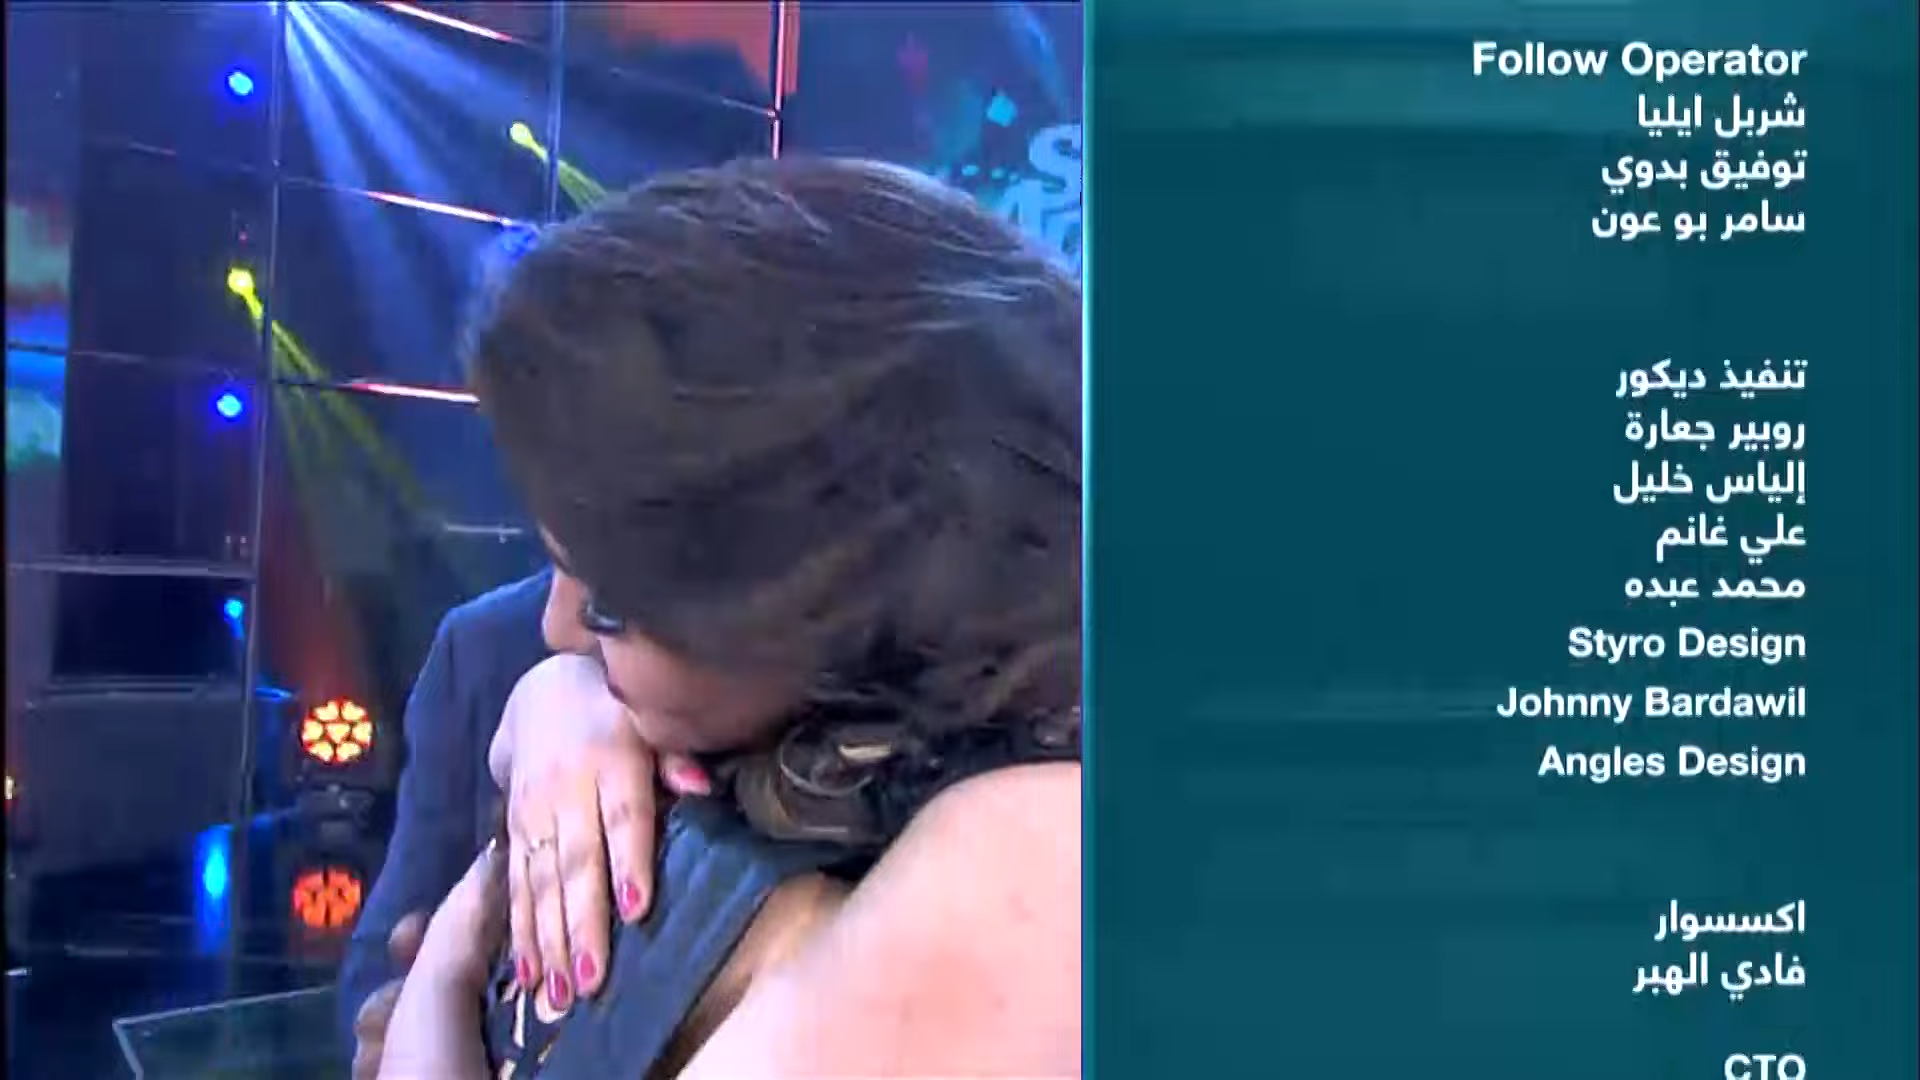 Follow Operator
شربل ايليا
توفيق بدوي
سامر بو عون
تنفيذ ديكور
روبير جعارة
إلياس خليل
علي غانم
محمد عبده
Styro Design
Johnny Bardawil
Angles Design
اكسسوار
فادي الهبر
CTO